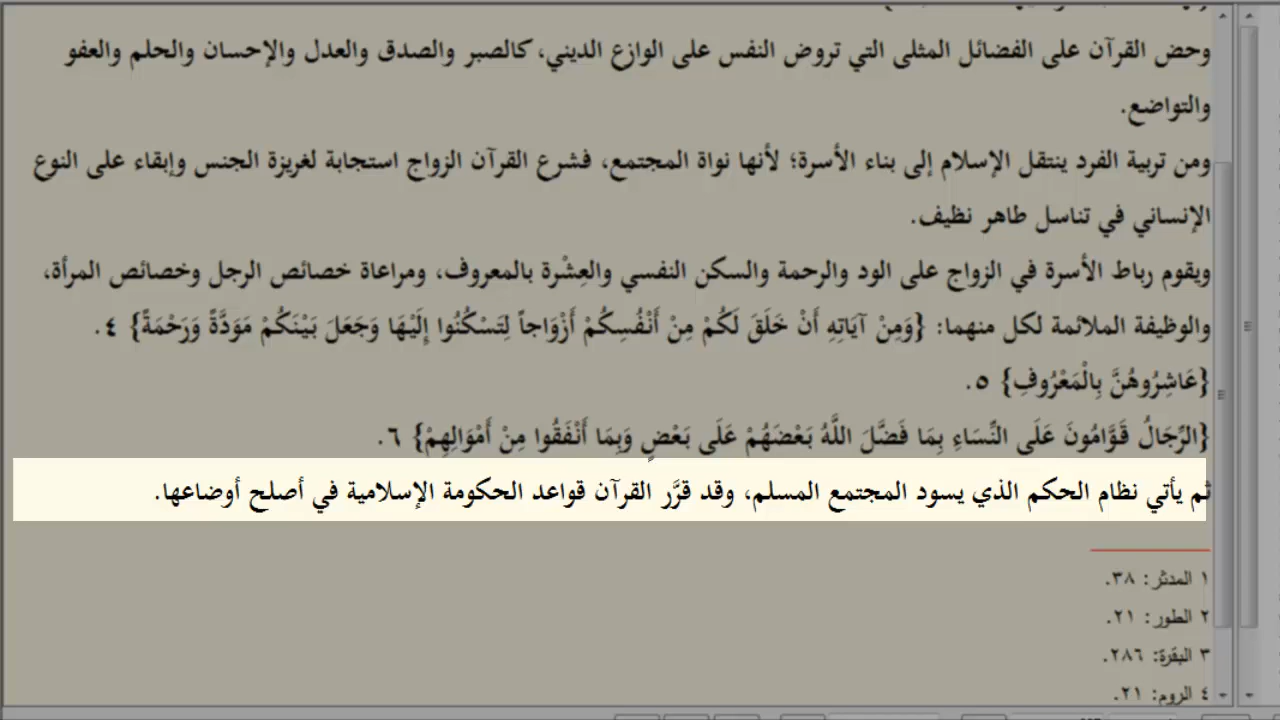 وحض القرآن على الفضائل المثلى التي تروض النفس على الوازع الديني، كالصبر والصدق والعدل والإحسان والحلم والعفو
والتواضع.
ومن تربية الفرد ينتقل الإسلام إلى بناء الأسرة؛ لأنها نواة المجتمع، فشرع القرآن الزواج استجابة لغريزة الجنس وإبقاء على النوع
الإنساني في تناسل طاهر نظيف.
ويقوم رباط الأسرة في الزواج على الود والرحمة والسكن النفسي والعِشْرة بالمعروف، ومراعاة خصائص الرجل وخصائص المرأة،
والوظيفة الملائمة لكل منهما: {وَمِنْ آيَاتِهِ أَنْ خَلَقَ لَكُمْ مِنْ أَنْفُسِكُمْ أَزْوَاجاً لِتَسْكُنُوا إِلَيْهَا وَجَعَلَ بَيْنَكُمْ مَوَدَّةً وَرَحْمَةً} ٤.
{عَاشِرُوهُنَّ بِالْمَعْرُوفِ} ٥.
{الرِّجَالُ قَوَّامُونَ عَلَى النِّسَاءِ بِمَا فَضَّلَ اللَّهُ بَعْضَهُمْ عَلَى بَعْضٍ وَبِمَا أَنْفَقُوا مِنْ أَمْوَالِهِمْ} ٦.
ثم يأتي نظام الحكم الذي يسود المجتمع المسلم، وقد قرَّر القرآن قواعد الحكومة الإسلامية في أصلح أوضاعها.
١ المدثر: ٣٨.
٢ الطور: ٢١.
٣ البقرة: ٢٨٦.
٤ الروم: ٢١.